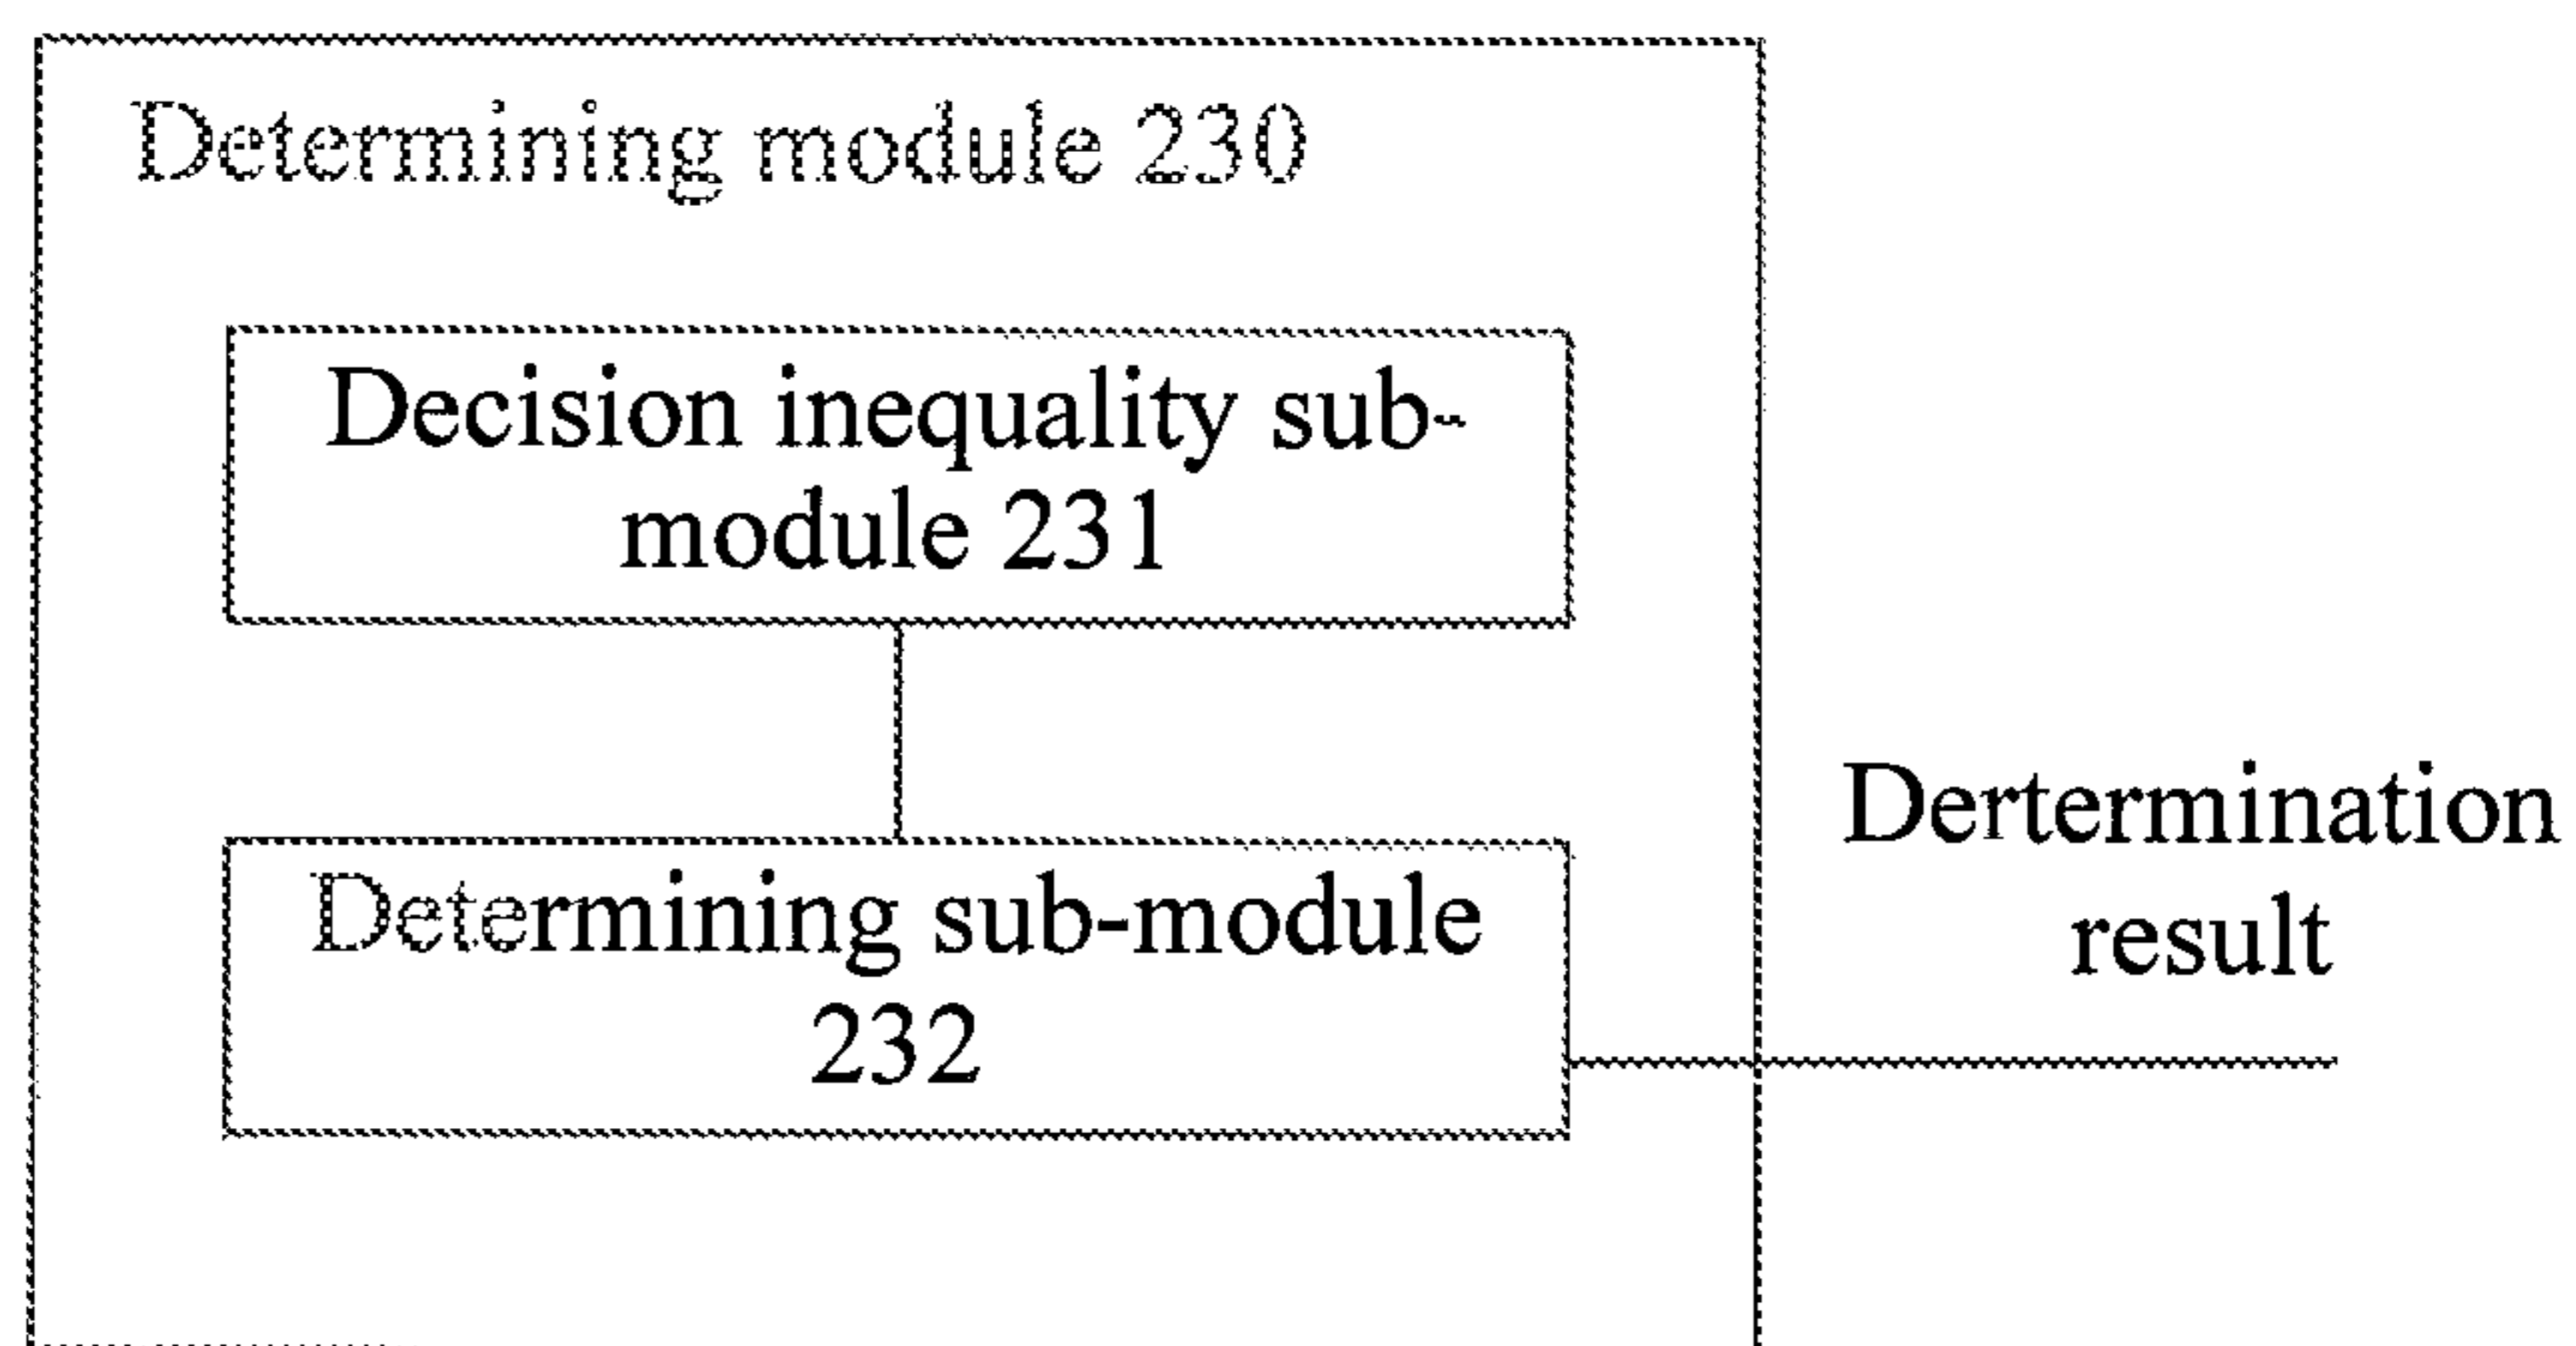 Determining module 230
Decision inequality sub-
module 231
Determining sub-module
232
Dertermination
result